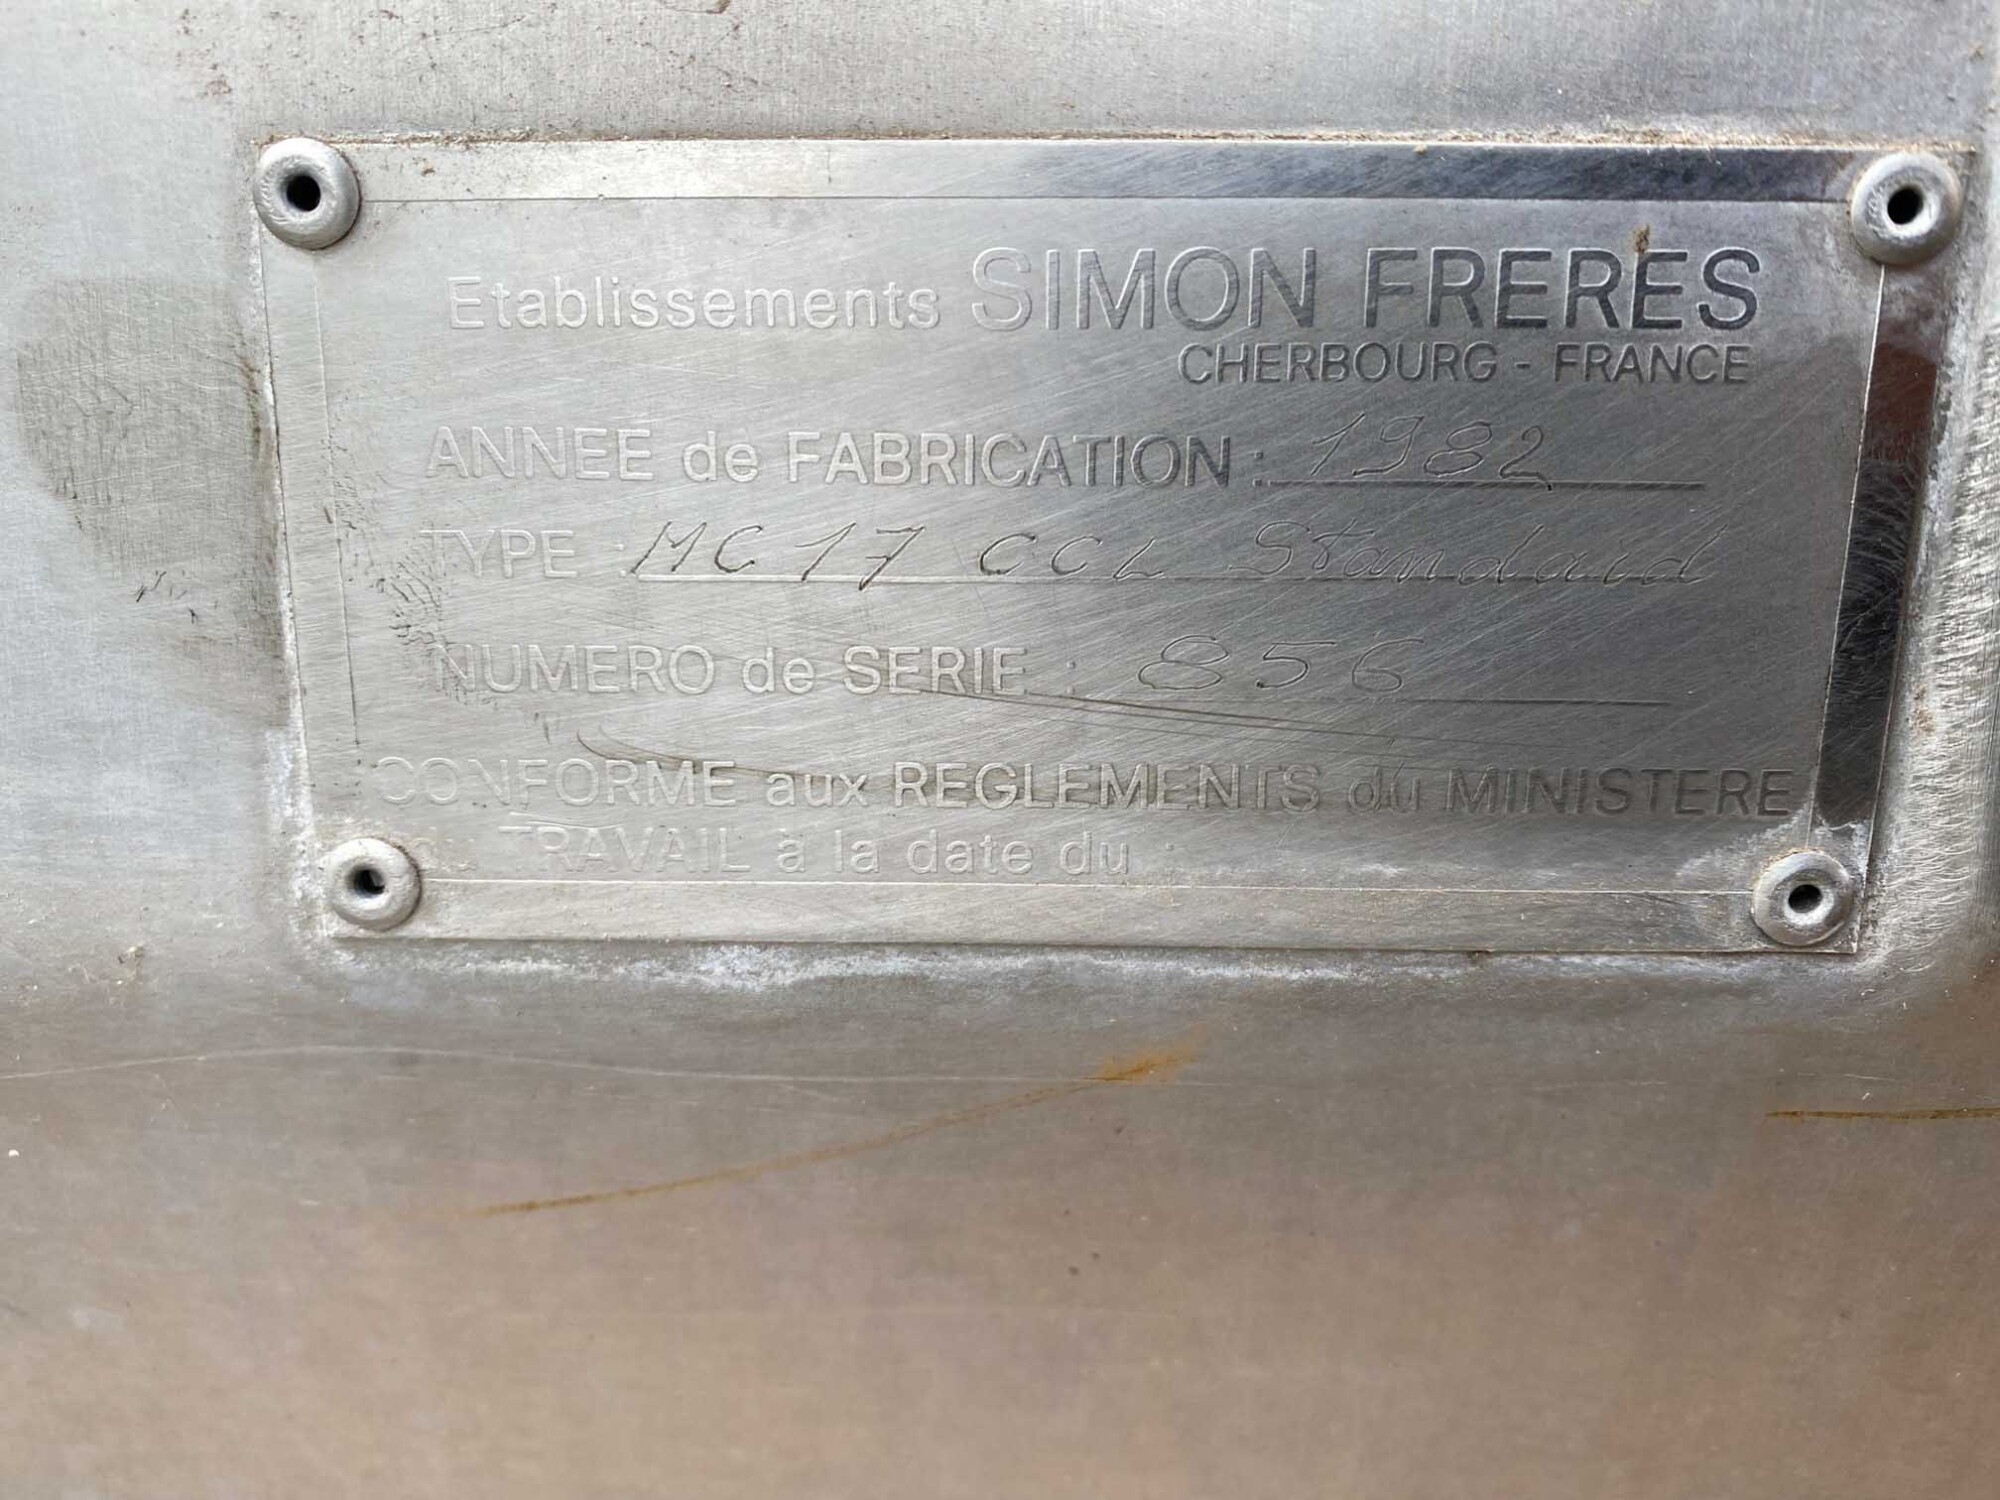 Etablissements SIMON FRERES
CHERBOURG - FRANCE
ANNEE de FABRICATION : 1982
TYPE : MC 17 CCL Standard
NUMERO de SERIE : 856
CONFORME aux REGLEMENTS du MINISTERE
du TRAVAIL à la date du :